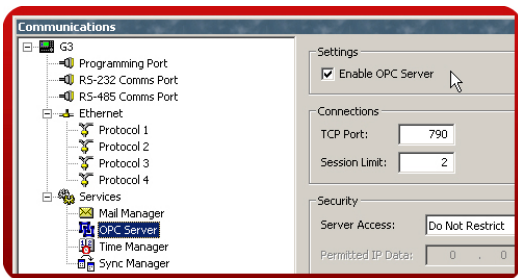 Communications
G3
Programming Port
RS-232 Comms Port
RS-485 Comms Port
Ethernet
Protocol 1
Protocol 2
Protocol 3
Protocol 4
Services
Mail Manager
OPC Server
Time Manager
Sync Manager
Settings
Enable OPC Server
Connections
TCP Port: 790
Session Limit: 2
Security
Server Access: Do Not Restrict
Permitted IP Data: 0 . 0